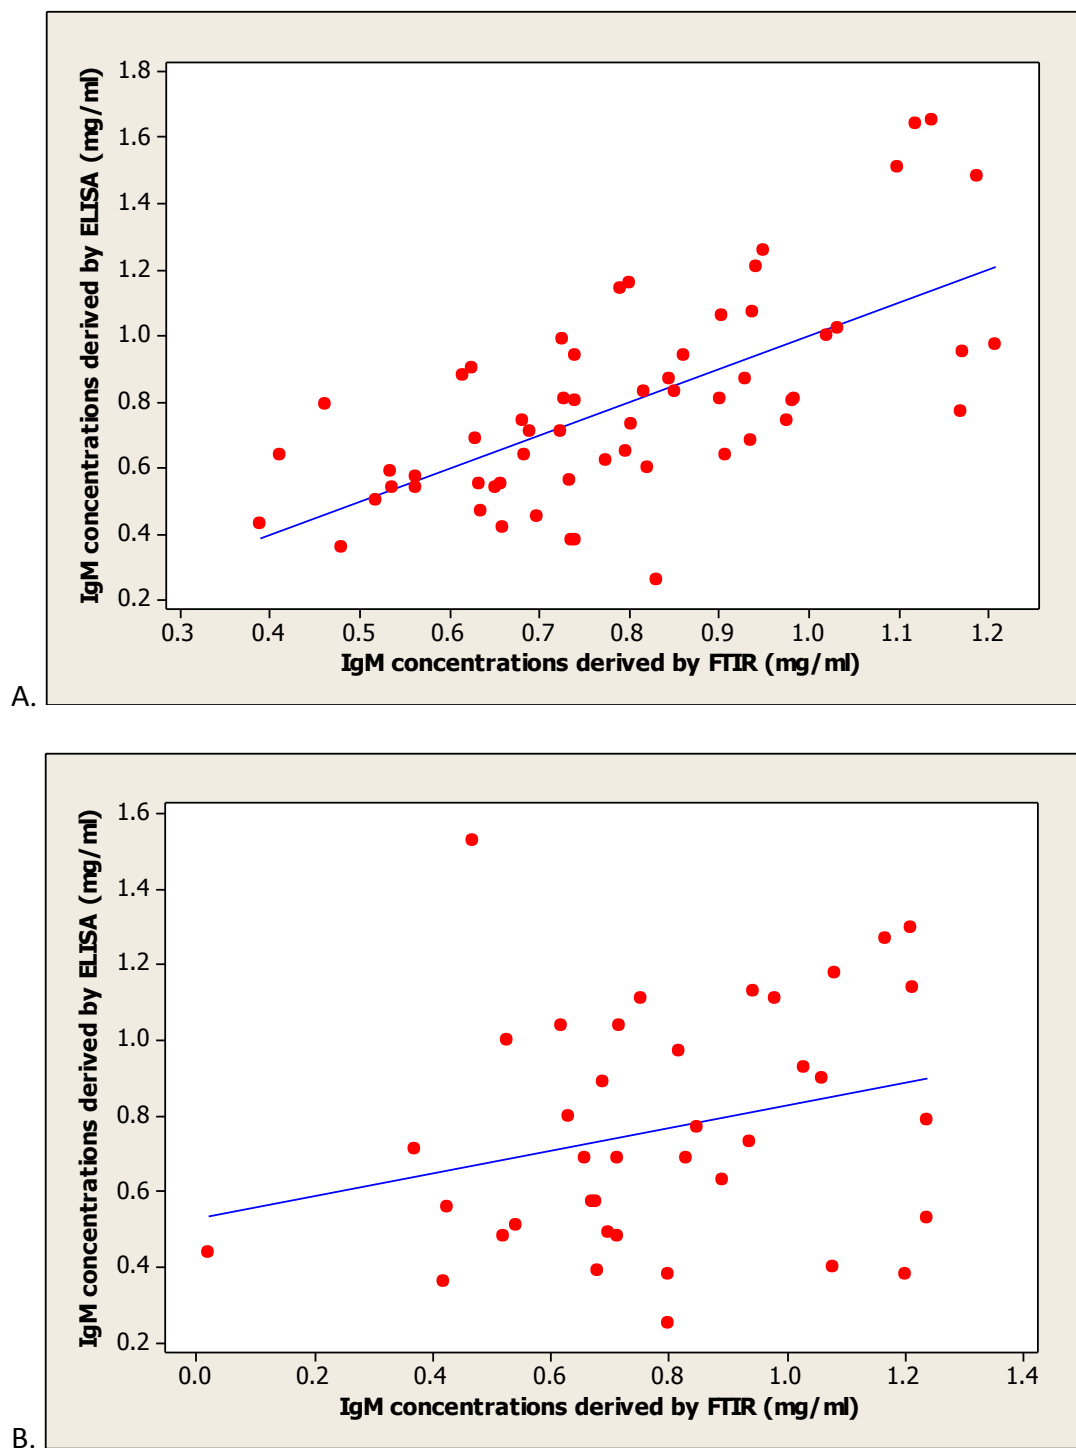 IgM concentrations derived by ELISA (mg/ml)
1.8
1.6
1.4
1.2
1.0
0.8
0.6
0.4
0.2
0.3 0.4 0.5 0.6 0.7 0.8 0.9 1.0 1.1 1.2
IgM concentrations derived by FTIR (mg/ml)
A.
IgM concentrations derived by ELISA (mg/ml)
1.6
1.4
1.2
1.0
0.8
0.6
0.4
0.2
0.0 0.2 0.4 0.6 0.8 1.0 1.2 1.4
IgM concentrations derived by FTIR (mg/ml)
B.